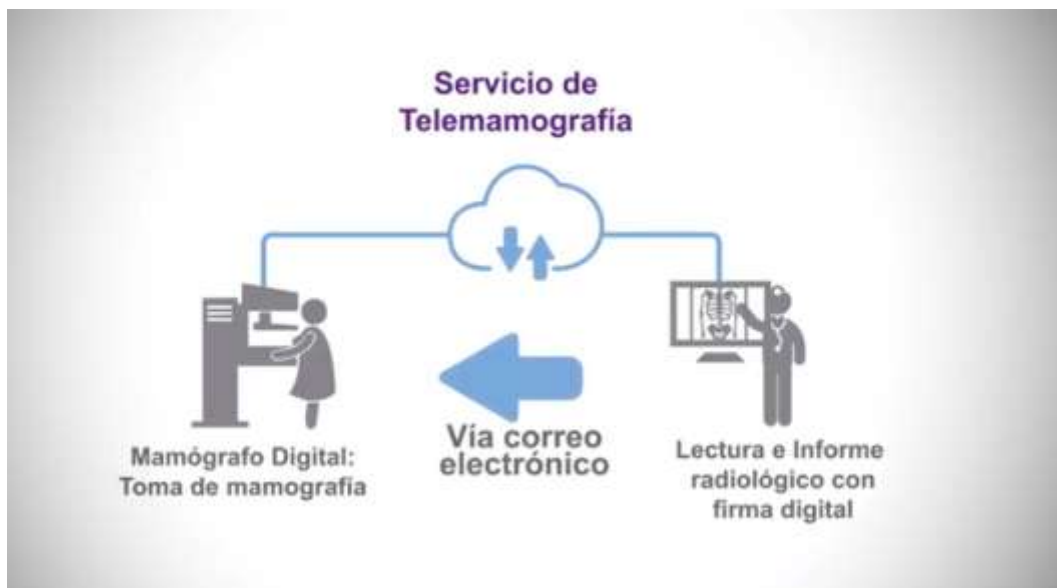 Servicio de
Telemamografía
Mamógrafo Digital:
Toma de mamografía
Vía correo
electrónico
Lectura e Informe
radiológico con
firma digital